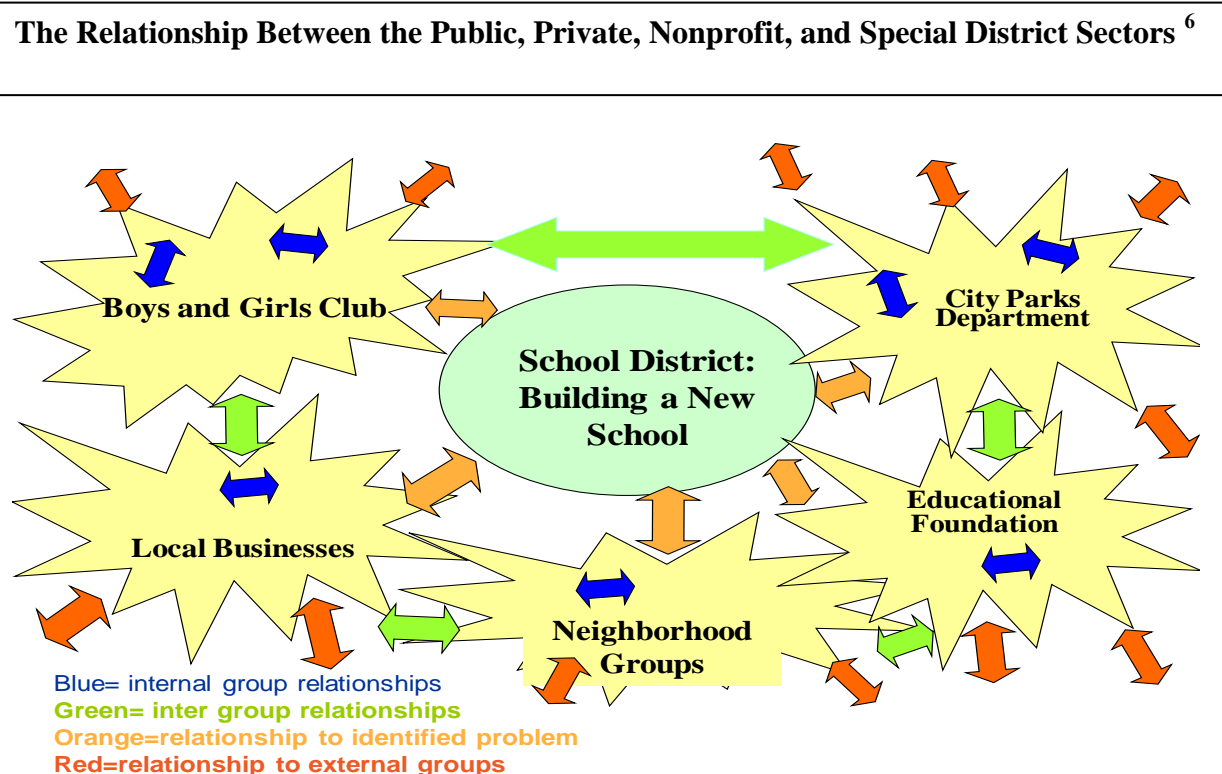 The Relationship Between the Public, Private, Nonprofit, and Special District Sectors 6
Boys and Girls Club
City Parks
Department
School District:
Building a New
School
Educational
Foundation
Local Businesses
Neighborhood
Groups
Blue= internal group relationships
Green= inter group relationships
Orange=relationship to identified problem
Red=relationship to external groups